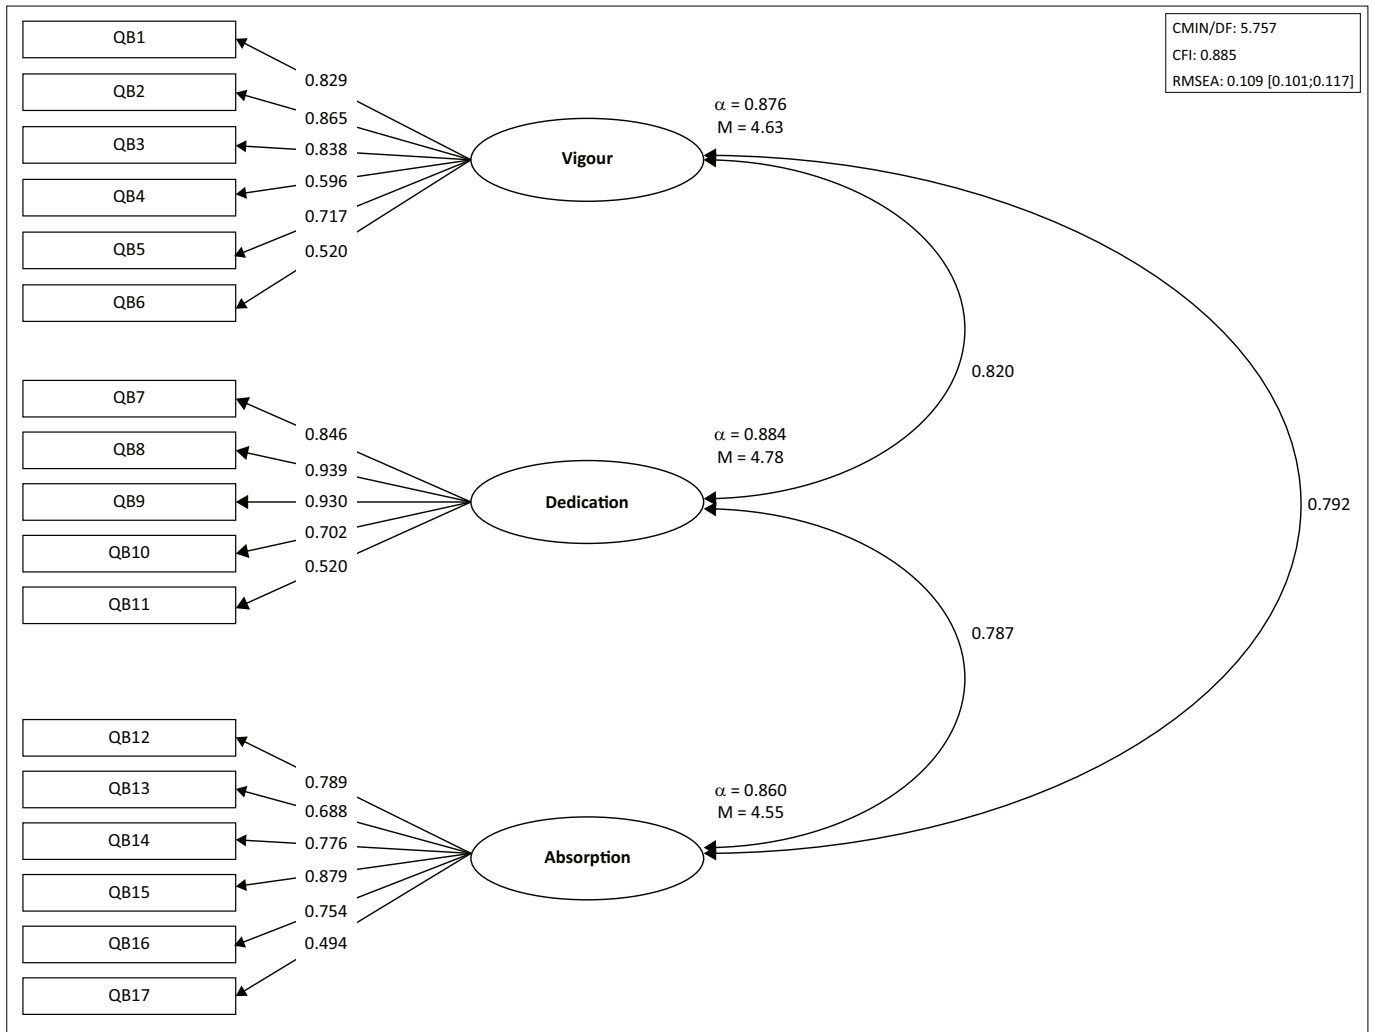 CMIN/DF: 5.757
CFI: 0.885
RMSEA: 0.109 [0.101;0.117]
QB1
QB2
QB3
QB4
QB5
QB6
0.829
0.865
0.838
0.596
0.717
0.520
Vigour
α = 0.876
M = 4.63
QB7
QB8
QB9
QB10
QB11
0.846
0.939
0.930
0.702
0.520
Dedication
α = 0.884
M = 4.78
QB12
QB13
QB14
QB15
QB16
QB17
0.789
0.688
0.776
0.879
0.754
0.494
Absorption
α = 0.860
M = 4.55
0.820
0.787
0.792